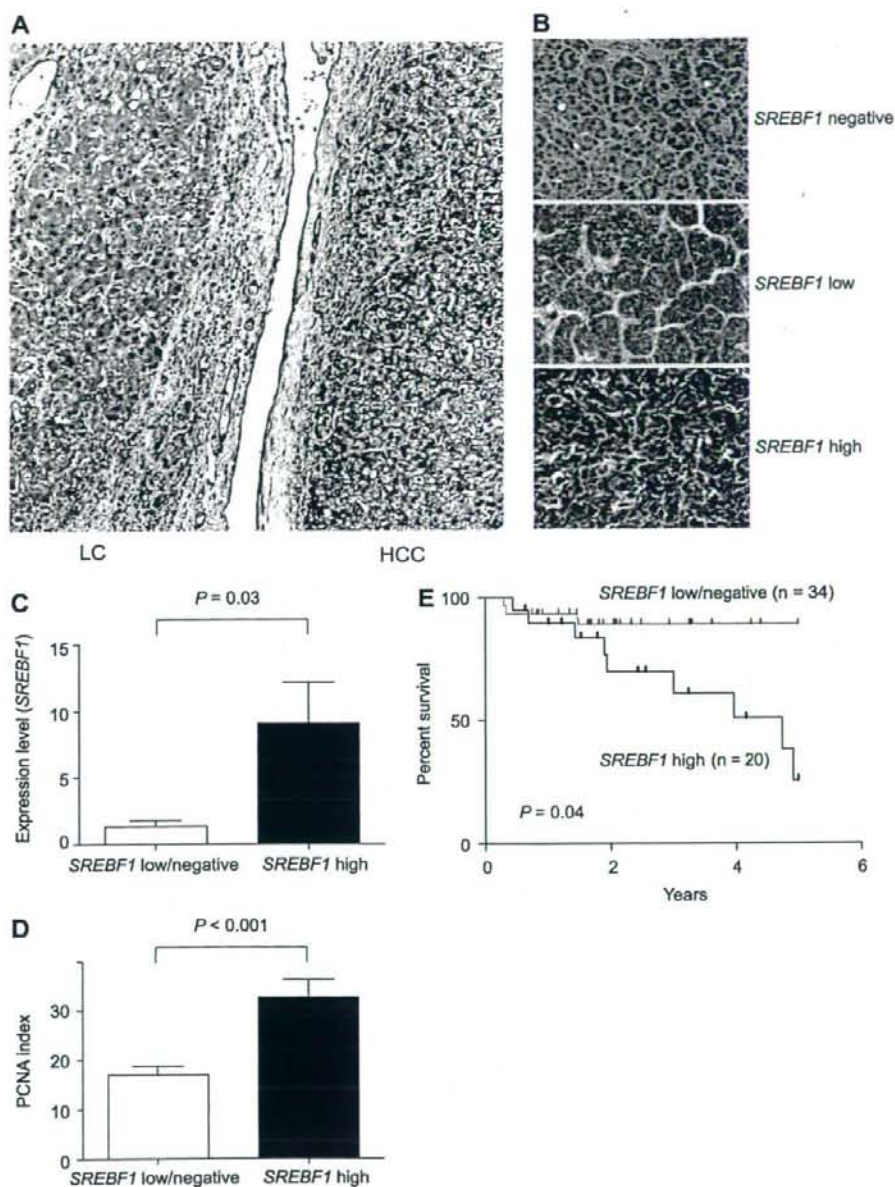 A
B
SREBF1 negative
SREBF1 low
SREBF1 high
LC
HCC
C
P = 0.03
Expression level (SREBF1)
15
10
5
0
SREBF1 low/negative
SREBF1 high
D
P < 0.001
PCNA index
30
20
10
0
SREBF1 low/negative
SREBF1 high
E
SREBF1 low/negative (n = 34)
100
50
0
Percent survival
SREBF1 high (n = 20)
P = 0.04
0
2
4
6
Years